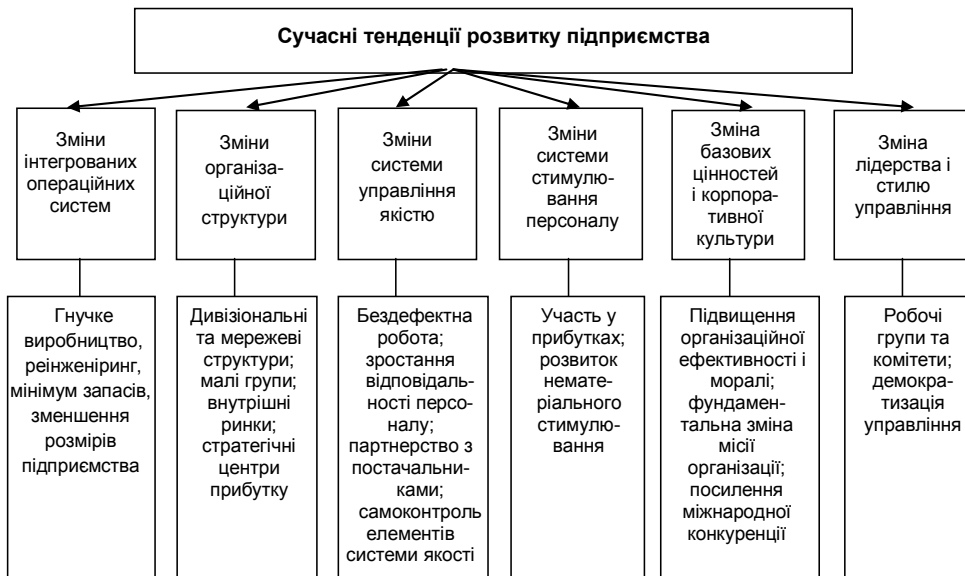 Сучасні тенденції розвитку підприємства
Зміни
інтегрованих
операційних
систем
Зміни
організа-
ційної
структури
Зміни
системи
управління
якістю
Зміни
системи
стимулю-
вання
персоналу
Зміна
базових
цінностей
і корпора-
тивної
культури
Зміна
лідерства і
стилю
управління
Гнучке
виробництво,
реінженіринг,
мінімум запасів,
зменшення
розмірів
підприємства
Дивізіональні
та мережеві
структури;
малі групи;
внутрішні
ринки;
стратегічні
центри
прибутку
Бездефектна
робота;
зростання
відповідаль-
ності персо-
налу;
партнерство з
постачальни-
ками;
самоконтроль
елементів
системи якості
Участь у
прибутках;
розвиток
немате-
ріального
стимулю-
вання
Підвищення
організаційної
ефективності і
моралі;
фундамен-
тальна зміна
місії
організації;
посилення
міжнародної
конкуренції
Робочі
групи та
комітети;
демокра-
тизація
управління